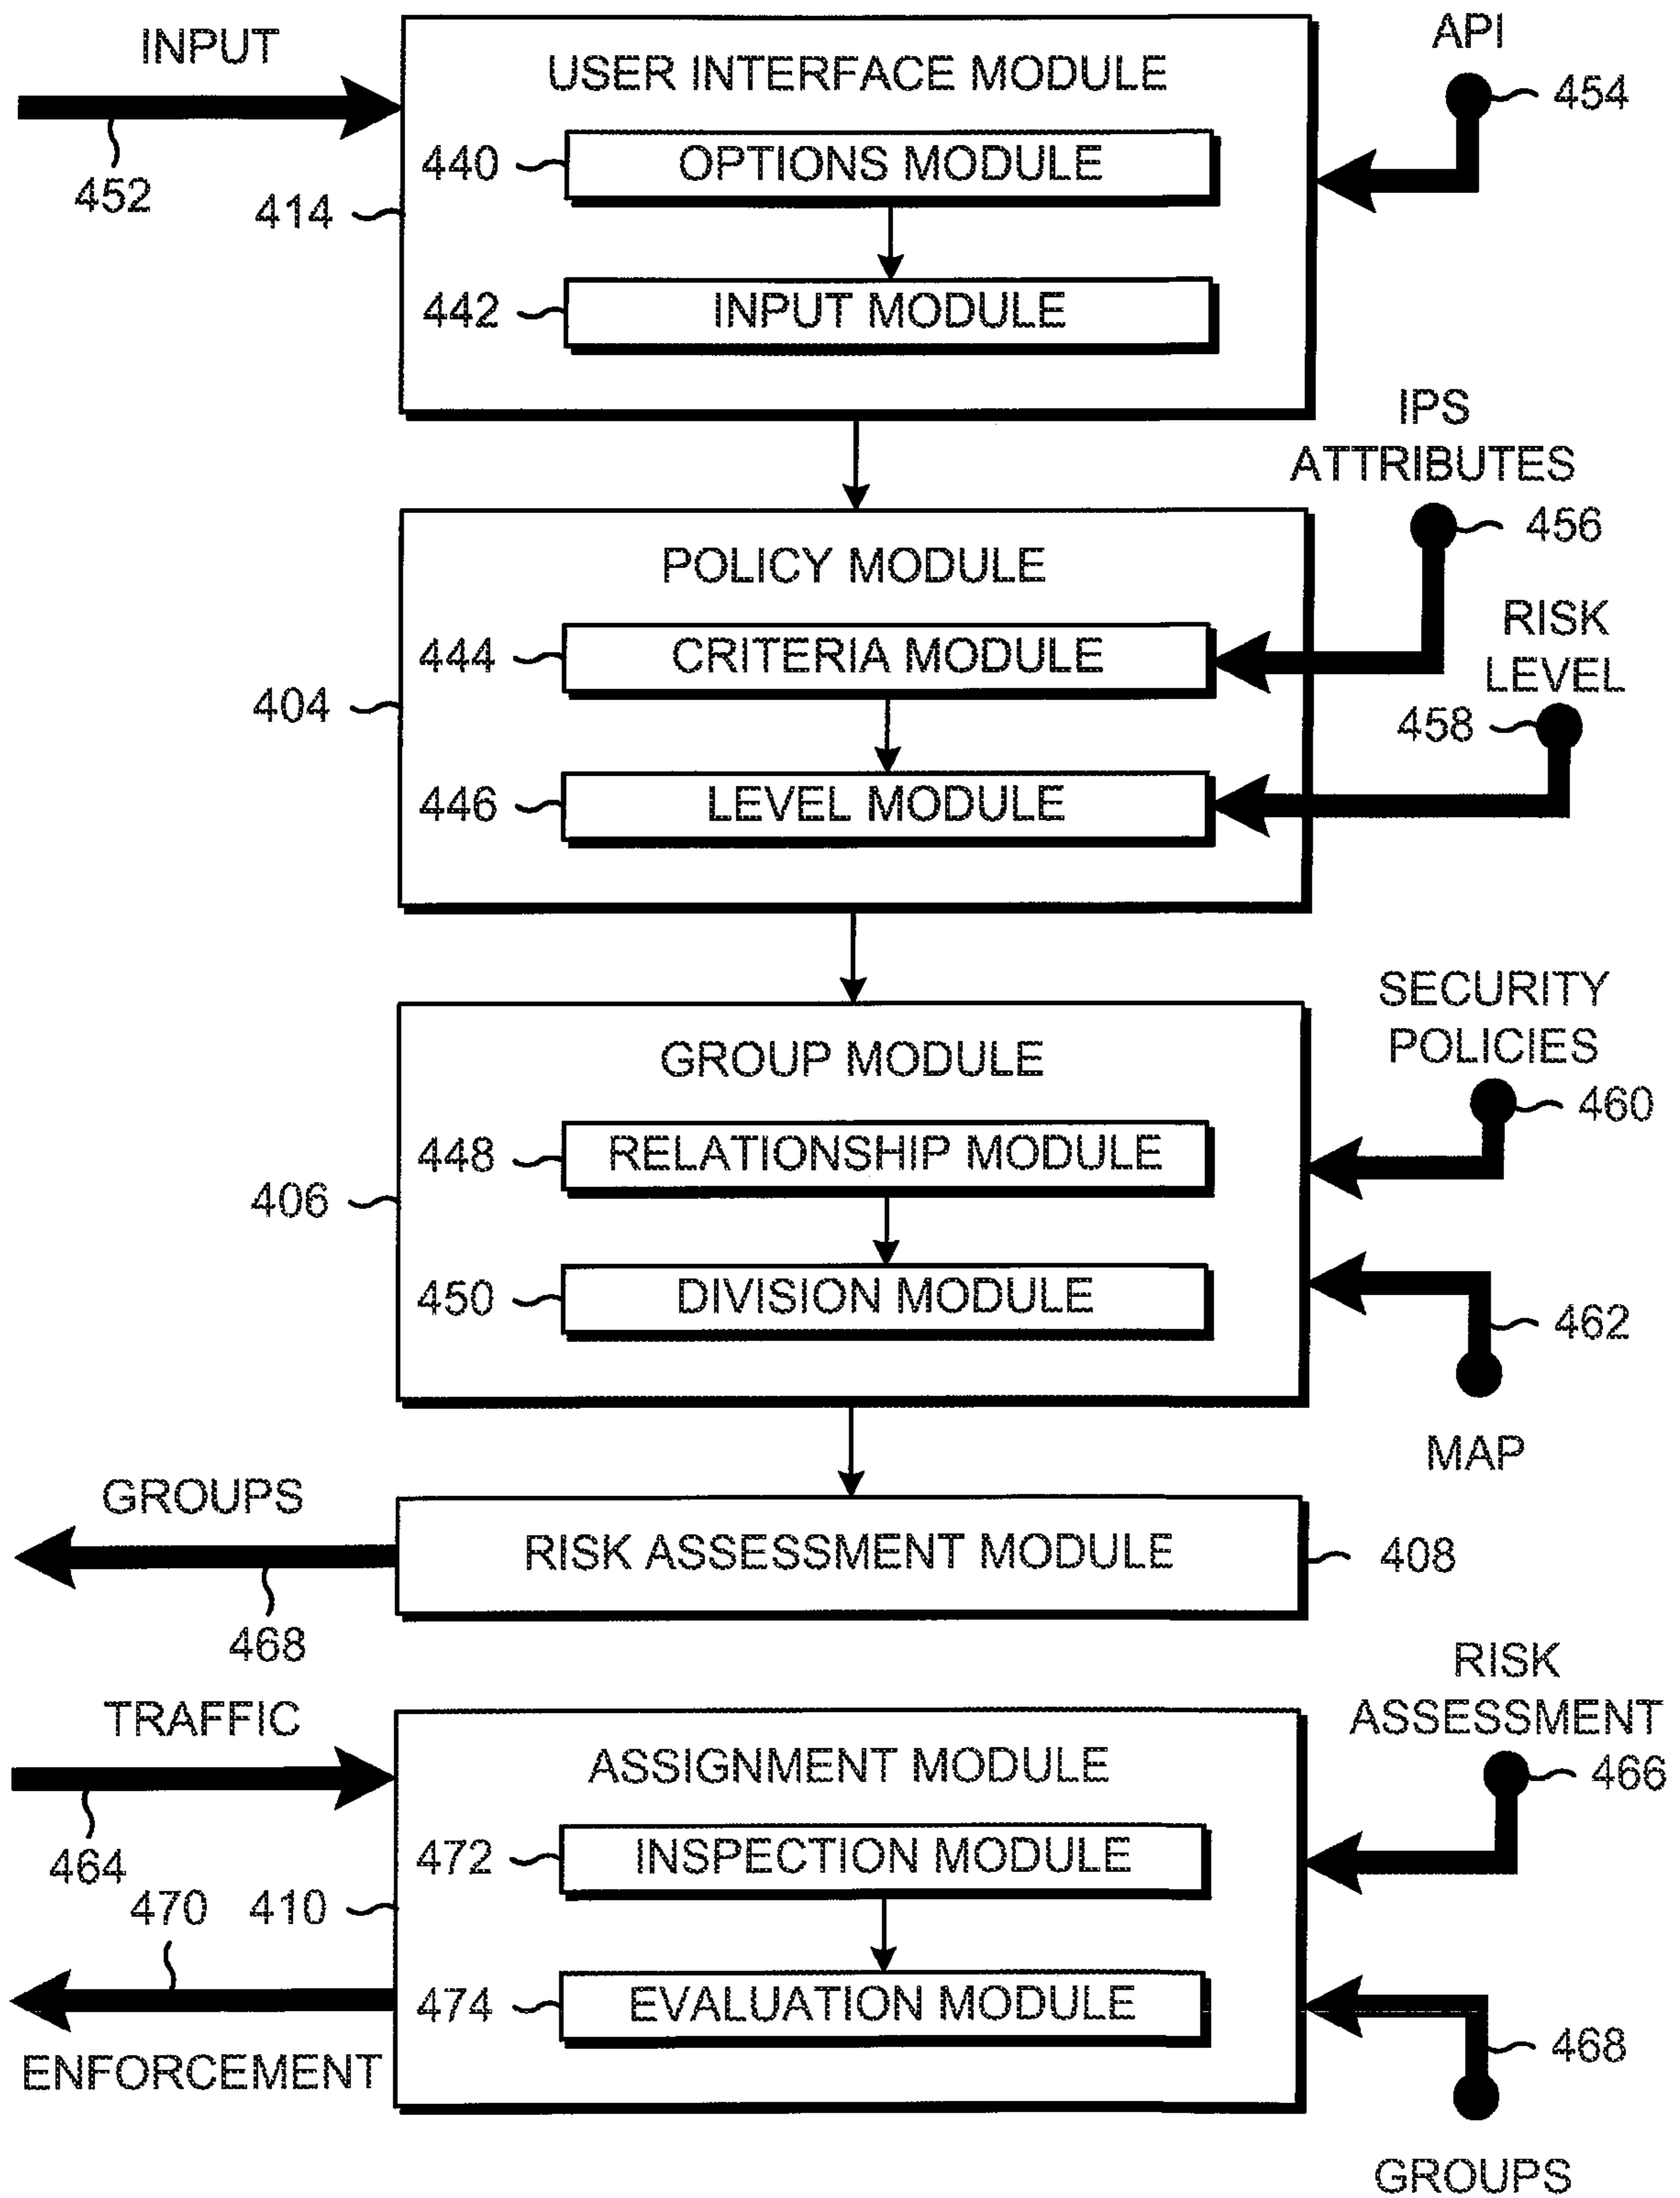 INPUT
452
API
454
USER INTERFACE MODULE
414
440
OPTIONS MODULE
442
INPUT MODULE
IPS
ATTRIBUTES
456
POLICY MODULE
404
444
CRITERIA MODULE
RISK
LEVEL
458
446
LEVEL MODULE
SECURITY
POLICIES
460
GROUP MODULE
406
448
RELATIONSHIP MODULE
450
DIVISION MODULE
462
MAP
GROUPS
468
RISK ASSESSMENT MODULE
408
TRAFFIC
464
RISK
ASSESSMENT
466
ASSIGNMENT MODULE
472
INSPECTION MODULE
470
410
474
EVALUATION MODULE
ENFORCEMENT
468
GROUPS